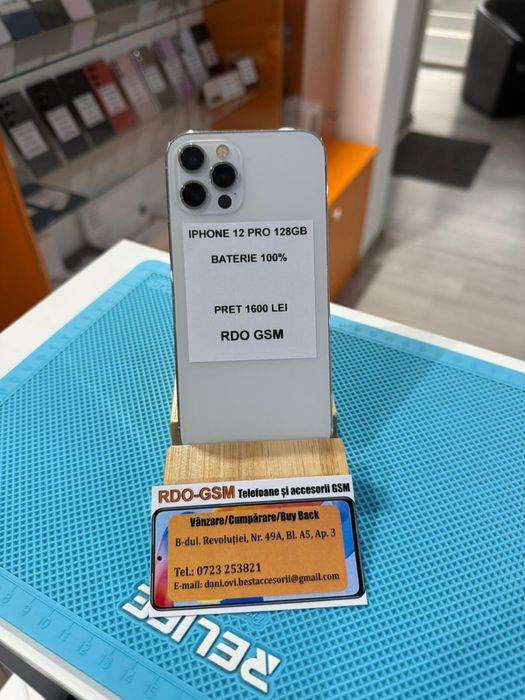 IPHONE 12 PRO 128GB
BATERIE 100%
PRET 1600 LEI
RDO GSM
RDO-GSM Telefoane și accesorii GSM
Vânzare/Cumpărare/Buy Back
B-dul. Revoluției, Nr. 49A, Bl. A5, Ap. 3
Tel.: 0723 253821
E-mail: dani.ovi.bestaccesorii@gmail.com
RELIFE